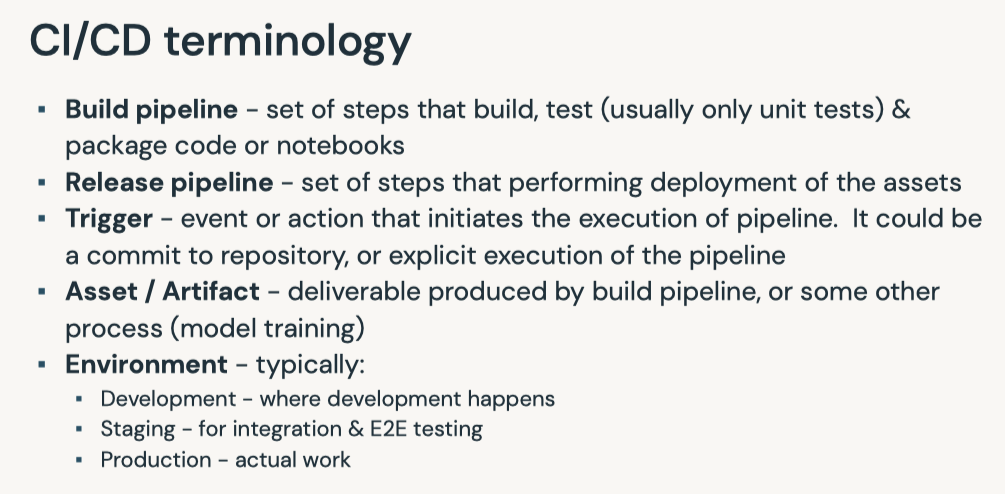 CI/CD terminology
▪ Build pipeline – set of steps that build, test (usually only unit tests) &
package code or notebooks
▪ Release pipeline – set of steps that performing deployment of the assets
▪ Trigger – event or action that initiates the execution of pipeline.  It could be
a commit to repository, or explicit execution of the pipeline
▪ Asset / Artifact – deliverable produced by build pipeline, or some other
process (model training)
▪ Environment – typically:
▪ Development – where development happens
▪ Staging – for integration & E2E testing
▪ Production – actual work